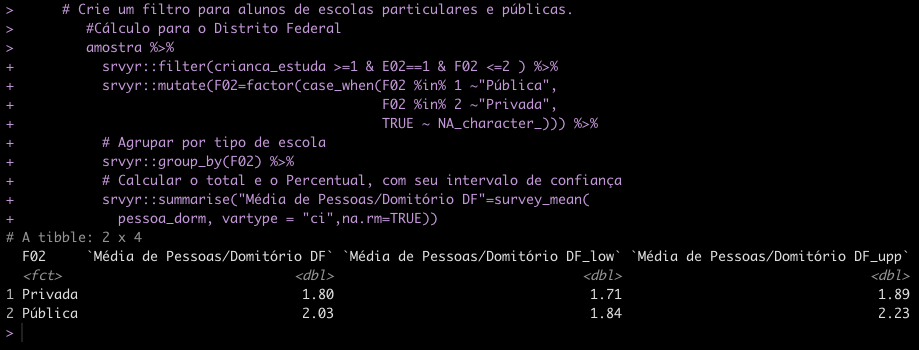 >      # Crie um filtro para alunos de escolas particulares e públicas.
>         #Cálculo para o Distrito Federal
>         amostra %>%
+           srvyr::filter(crianca_estuda >=1 & E02==1 & F02 <=2 ) %>%
+           srvyr::mutate(F02=factor(case_when(F02 %in% 1 ~"Pública",
+                                              F02 %in% 2 ~"Privada",
+                                              TRUE ~ NA_character_))) %>%
+           # Agrupar por tipo de escola
+           srvyr::group_by(F02) %>%
+           # Calcular o total e o Percentual, com seu intervalo de confiança
+           srvyr::summarise("Média de Pessoas/Domitório DF"=survey_mean(
+             pessoa_dorm, vartype = "ci",na.rm=TRUE))
# A tibble: 2 x 4
  F02     `Média de Pessoas/Domitório DF` `Média de Pessoas/Domitório DF_low` `Média de Pessoas/Domitório DF_upp`
  <fct>                             <dbl>                               <dbl>                               <dbl>
1 Privada                            1.80                                1.71                                1.89
2 Pública                            2.03                                1.84                                2.23
>